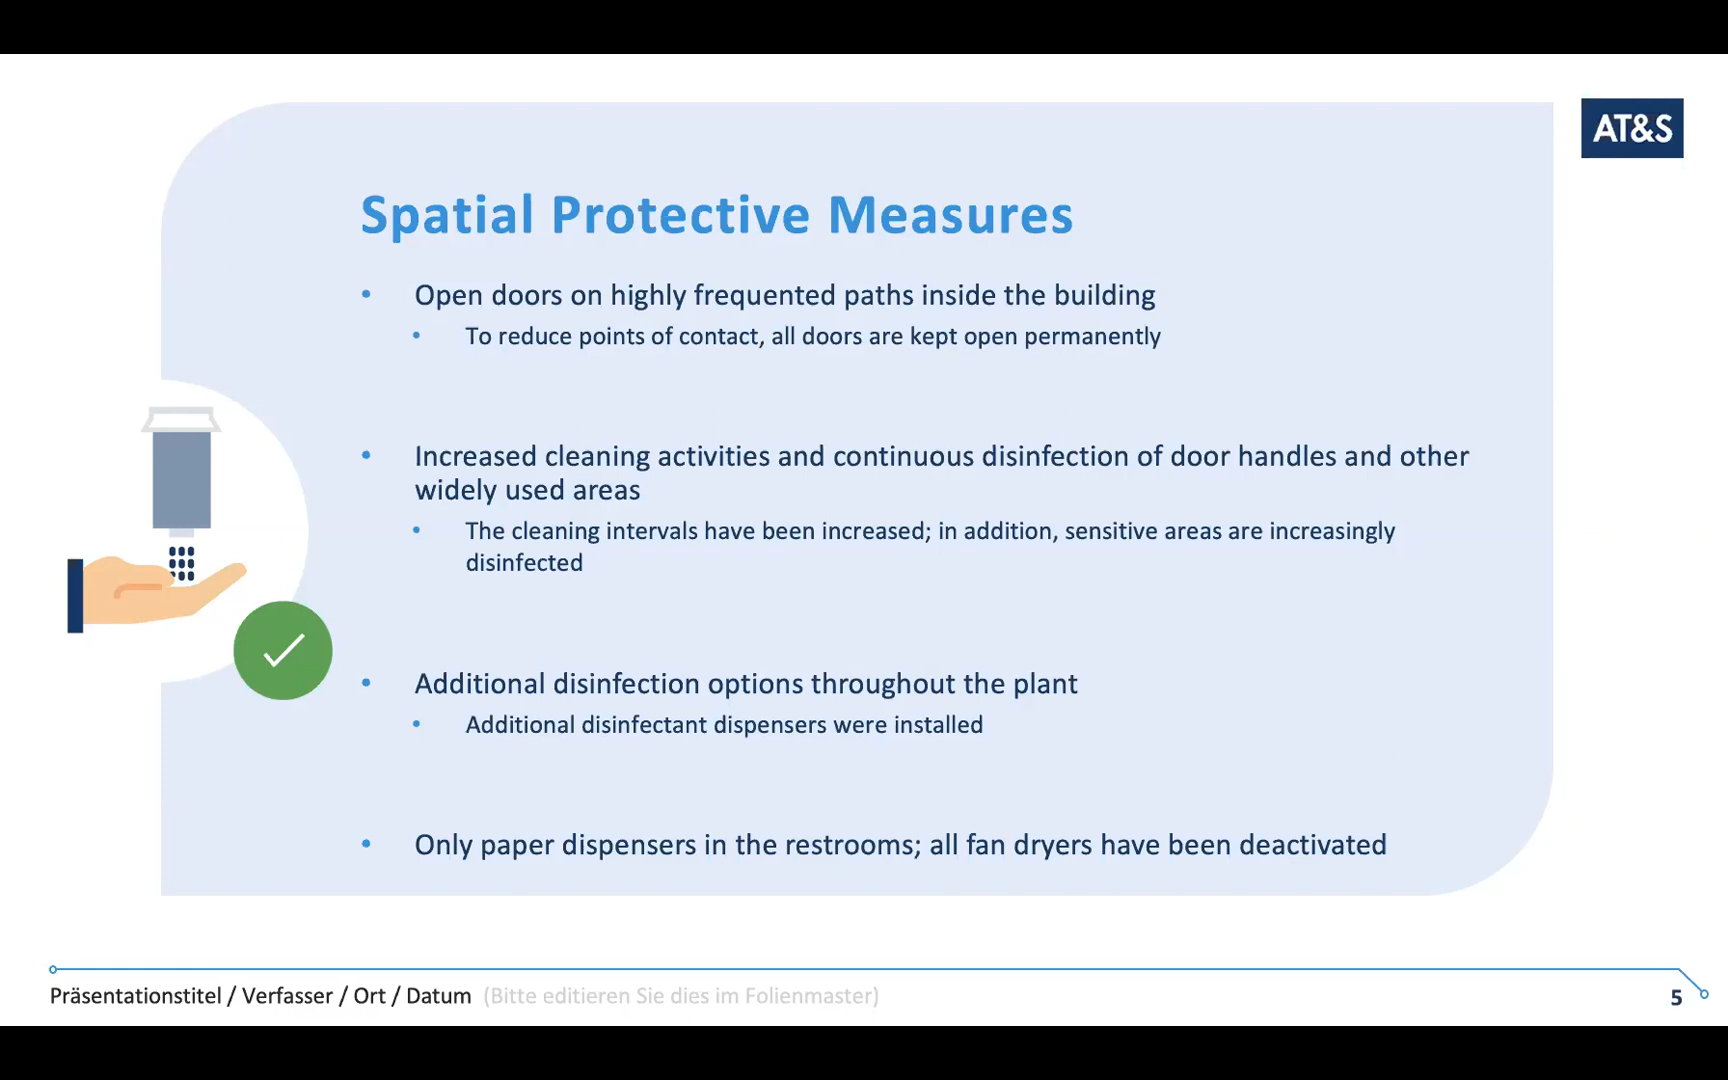 AT&S
Spatial Protective Measures
• Open doors on highly frequented paths inside the building
• To reduce points of contact, all doors are kept open permanently
• Increased cleaning activities and continuous disinfection of door handles and other
widely used areas
• The cleaning intervals have been increased; in addition, sensitive areas are increasingly
disinfected
• Additional disinfection options throughout the plant
• Additional disinfectant dispensers were installed
• Only paper dispensers in the restrooms; all fan dryers have been deactivated
Präsentationstitel / Verfasser / Ort / Datum (Bitte editieren Sie dies im Folienmaster)
5